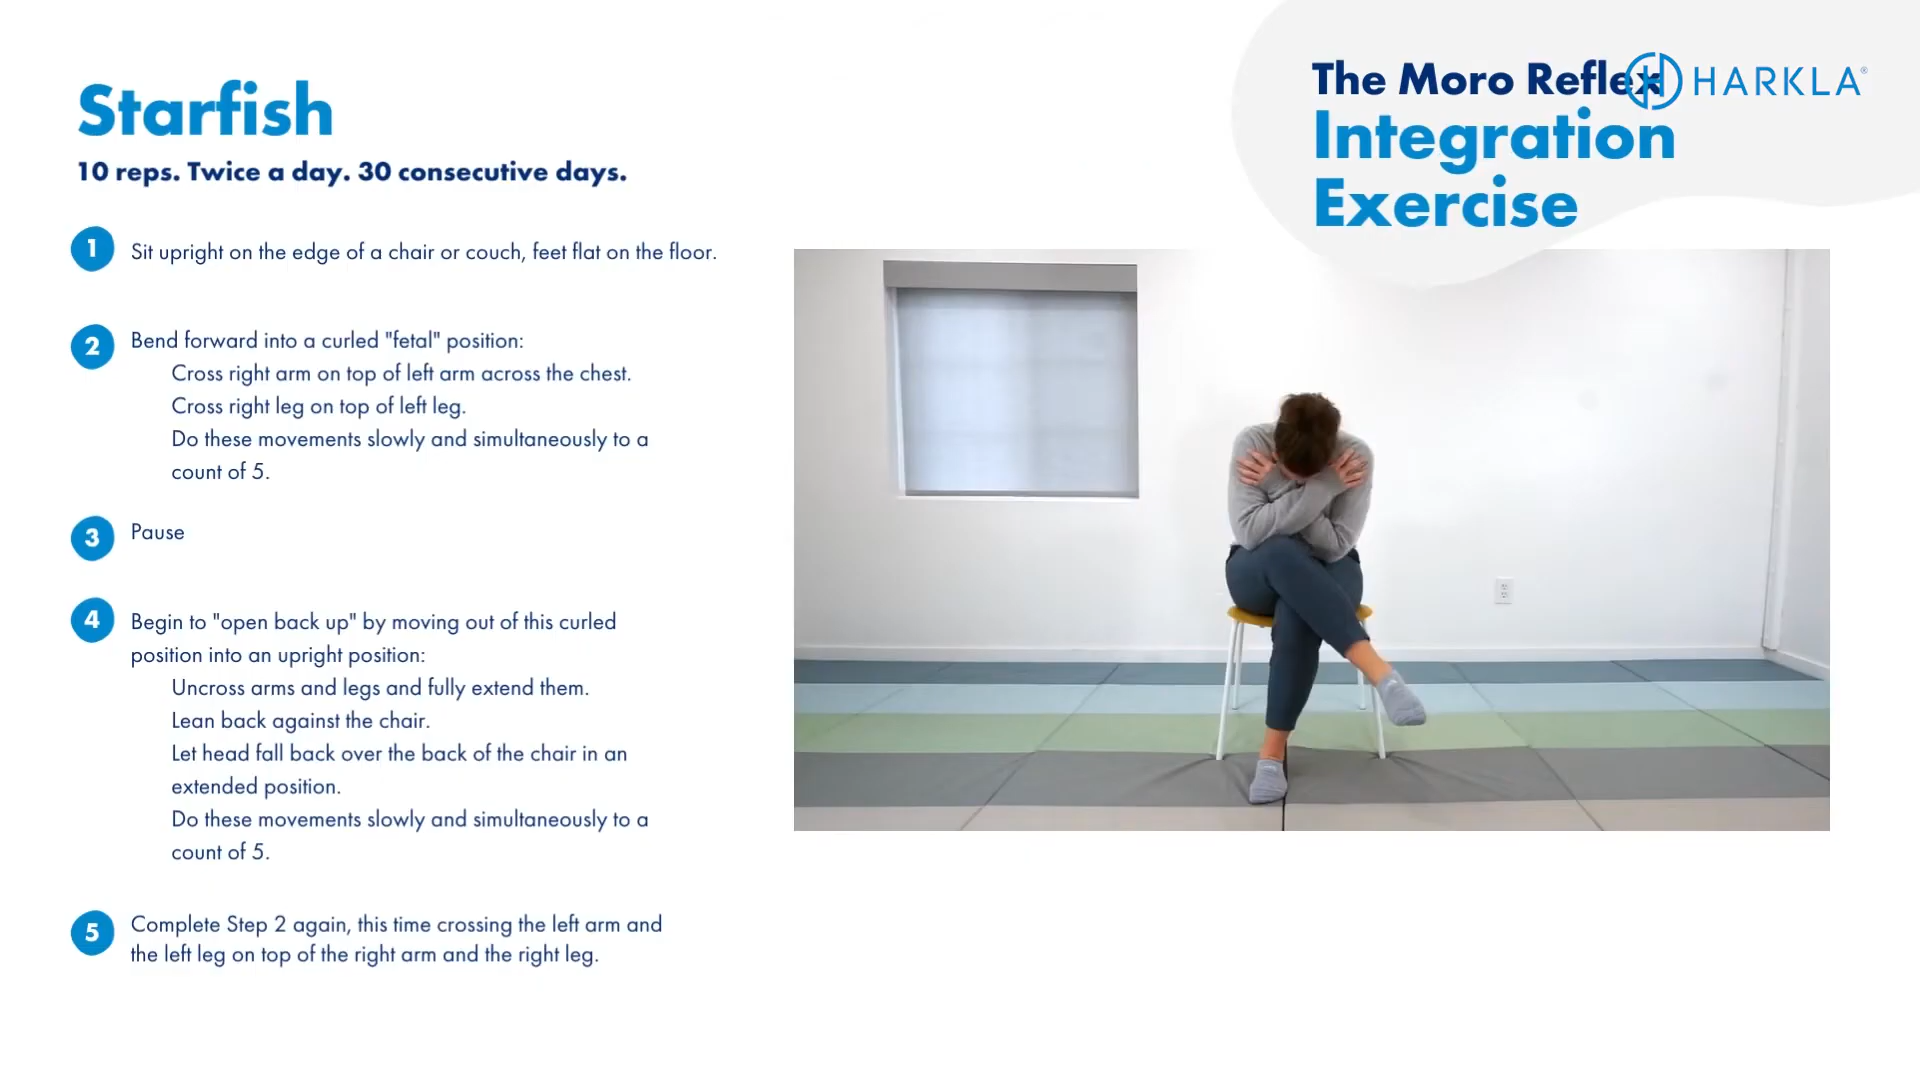 Starfish
10 reps. Twice a day. 30 consecutive days.
1 Sit upright on the edge of a chair or couch, feet flat on the floor.
2 Bend forward into a curled "fetal" position:
Cross right arm on top of left arm across the chest.
Cross right leg on top of left leg.
Do these movements slowly and simultaneously to a
count of 5.
3 Pause
4 Begin to "open back up" by moving out of this curled
position into an upright position:
Uncross arms and legs and fully extend them.
Lean back against the chair.
Let head fall back over the back of the chair in an
extended position.
Do these movements slowly and simultaneously to a
count of 5.
5 Complete Step 2 again, this time crossing the left arm and
the left leg on top of the right arm and the right leg.
The Moro Reflex
Integration
Exercise
HARKLA®